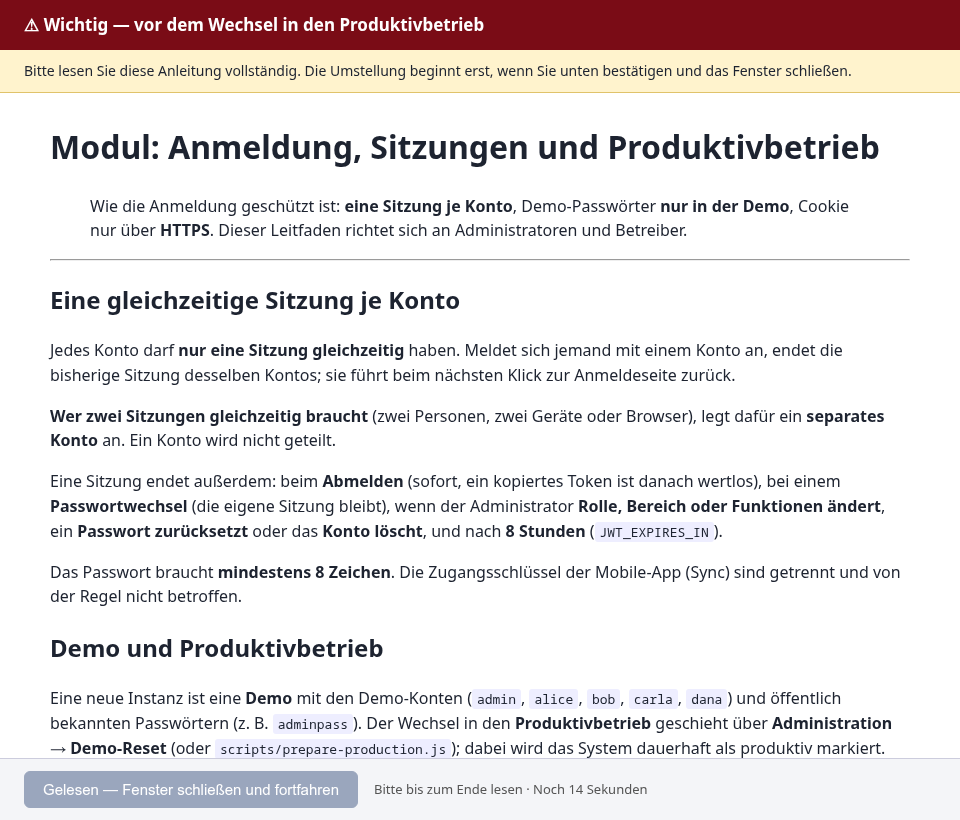 ⚠ Wichtig — vor dem Wechsel in den Produktivbetrieb
Bitte lesen Sie diese Anleitung vollständig. Die Umstellung beginnt erst, wenn Sie unten bestätigen und das Fenster schließen.
Modul: Anmeldung, Sitzungen und Produktivbetrieb
Wie die Anmeldung geschützt ist: eine Sitzung je Konto, Demo-Passwörter nur in der Demo, Cookie
nur über HTTPS. Dieser Leitfaden richtet sich an Administratoren und Betreiber.
Eine gleichzeitige Sitzung je Konto
Jedes Konto darf nur eine Sitzung gleichzeitig haben. Meldet sich jemand mit einem Konto an, endet die
bisherige Sitzung desselben Kontos; sie führt beim nächsten Klick zur Anmeldeseite zurück.
Wer zwei Sitzungen gleichzeitig braucht (zwei Personen, zwei Geräte oder Browser), legt dafür ein separates
Konto an. Ein Konto wird nicht geteilt.
Eine Sitzung endet außerdem: beim Abmelden (sofort, ein kopiertes Token ist danach wertlos), bei einem
Passwortwechsel (die eigene Sitzung bleibt), wenn der Administrator Rolle, Bereich oder Funktionen ändert,
ein Passwort zurücksetzt oder das Konto löscht, und nach 8 Stunden (JWT_EXPIRES_IN).
Das Passwort braucht mindestens 8 Zeichen. Die Zugangsschlüssel der Mobile-App (Sync) sind getrennt und von
der Regel nicht betroffen.
Demo und Produktivbetrieb
Eine neue Instanz ist eine Demo mit den Demo-Konten (admin, alice, bob, carla, dana) und öffentlich
bekannten Passwörtern (z. B. adminpass). Der Wechsel in den Produktivbetrieb geschieht über Administration
→ Demo-Reset (oder scripts/prepare-production.js); dabei wird das System dauerhaft als produktiv markiert.
Gelesen — Fenster schließen und fortfahren
Bitte bis zum Ende lesen · Noch 14 Sekunden